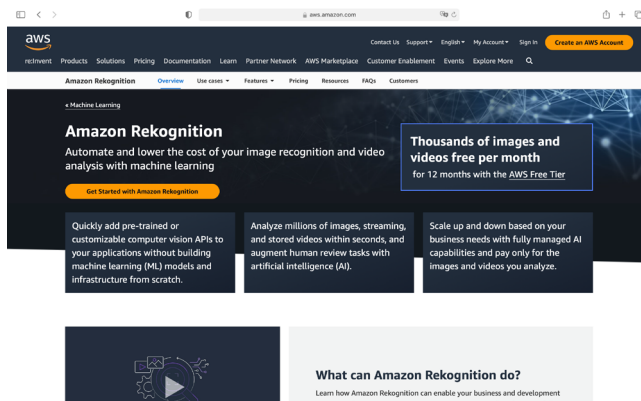 aws.amazon.com
aws
Contact Us Support English My Account Sign In Create an AWS Account
re:Invent Products Solutions Pricing Documentation Learn Partner Network AWS Marketplace Customer Enablement Events Explore More
Amazon Rekognition Overview Use cases Features Pricing Resources FAQs Customers
« Machine Learning
Amazon Rekognition
Automate and lower the cost of your image recognition and video
analysis with machine learning
Get Started with Amazon Rekognition
Thousands of images and
videos free per month
for 12 months with the AWS Free Tier
Quickly add pre-trained or
customizable computer vision APIs to
your applications without building
machine learning (ML) models and
infrastructure from scratch.
Analyze millions of images, streaming,
and stored videos within seconds, and
augment human review tasks with
artificial intelligence (AI).
Scale up and down based on your
business needs with fully managed AI
capabilities and pay only for the
images and videos you analyze.
What can Amazon Rekognition do?
Learn how Amazon Rekognition can enable your business and development